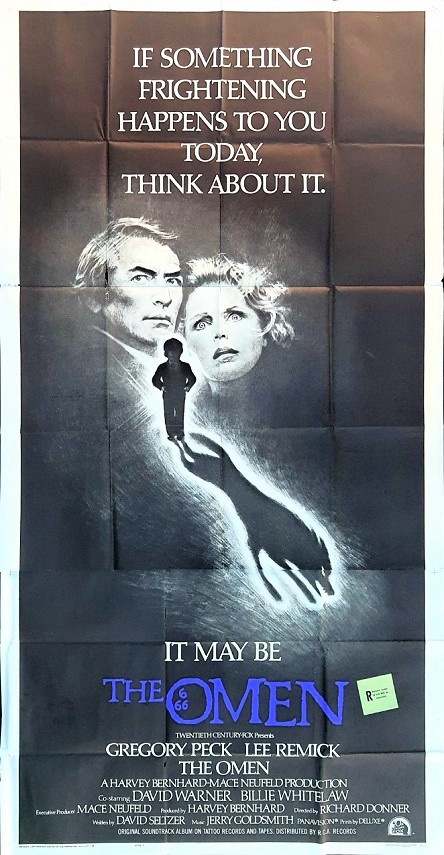 IF SOMETHING
FRIGHTENING
HAPPENS TO YOU
TODAY,
THINK ABOUT IT.
IT MAY BE
THE OMEN
666
R
TWENTIETH CENTURY-FOX Presents
GREGORY PECK LEE REMICK
THE OMEN
A HARVEY BERNHARD-MACE NEUFELD PRODUCTION
Co-starring DAVID WARNER BILLIE WHITELAW
Executive Producer MACE NEUFELD Produced by HARVEY BERNHARD Directed by RICHARD DONNER
Written by DAVID SELTZER Music JERRY GOLDSMITH PANAVISION® Prints by DELUXE®
ORIGINAL SOUNDTRACK ALBUM ON TATTOO RECORDS AND TAPES. DISTRIBUTED BY RCA RECORDS